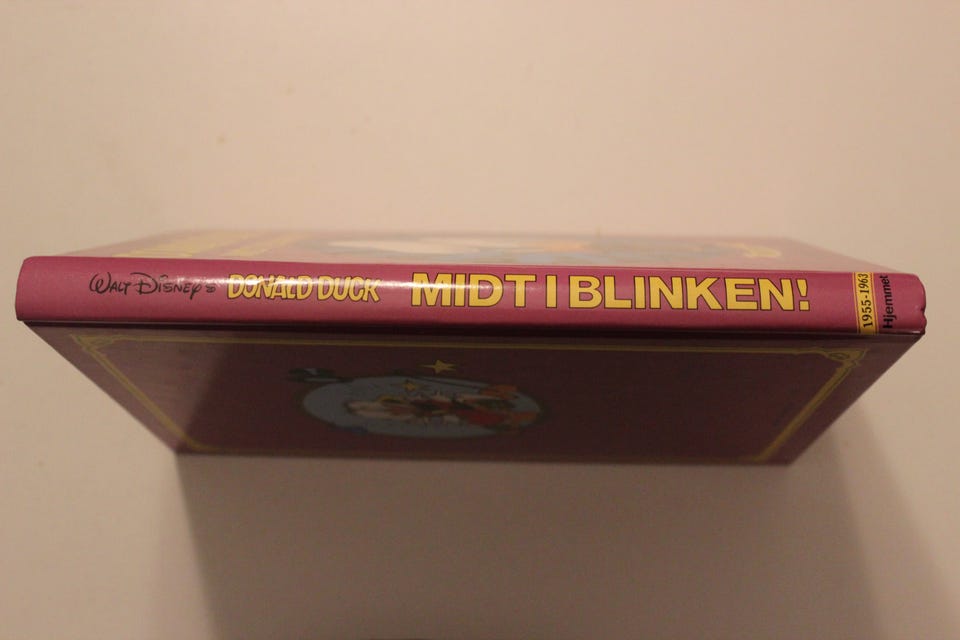 WALT DISNEY'S DONALD DUCK MIDT I BLINKEN!
1955-1963
Hjemmet